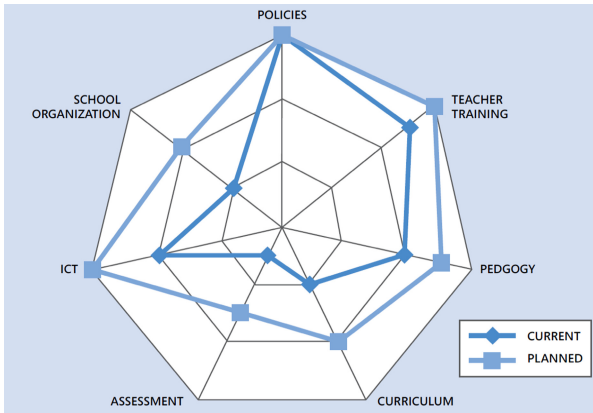 POLICIES
SCHOOL
ORGANIZATION
TEACHER
TRAINING
ICT
PEDGOGY
CURRENT
PLANNED
ASSESSMENT
CURRICULUM